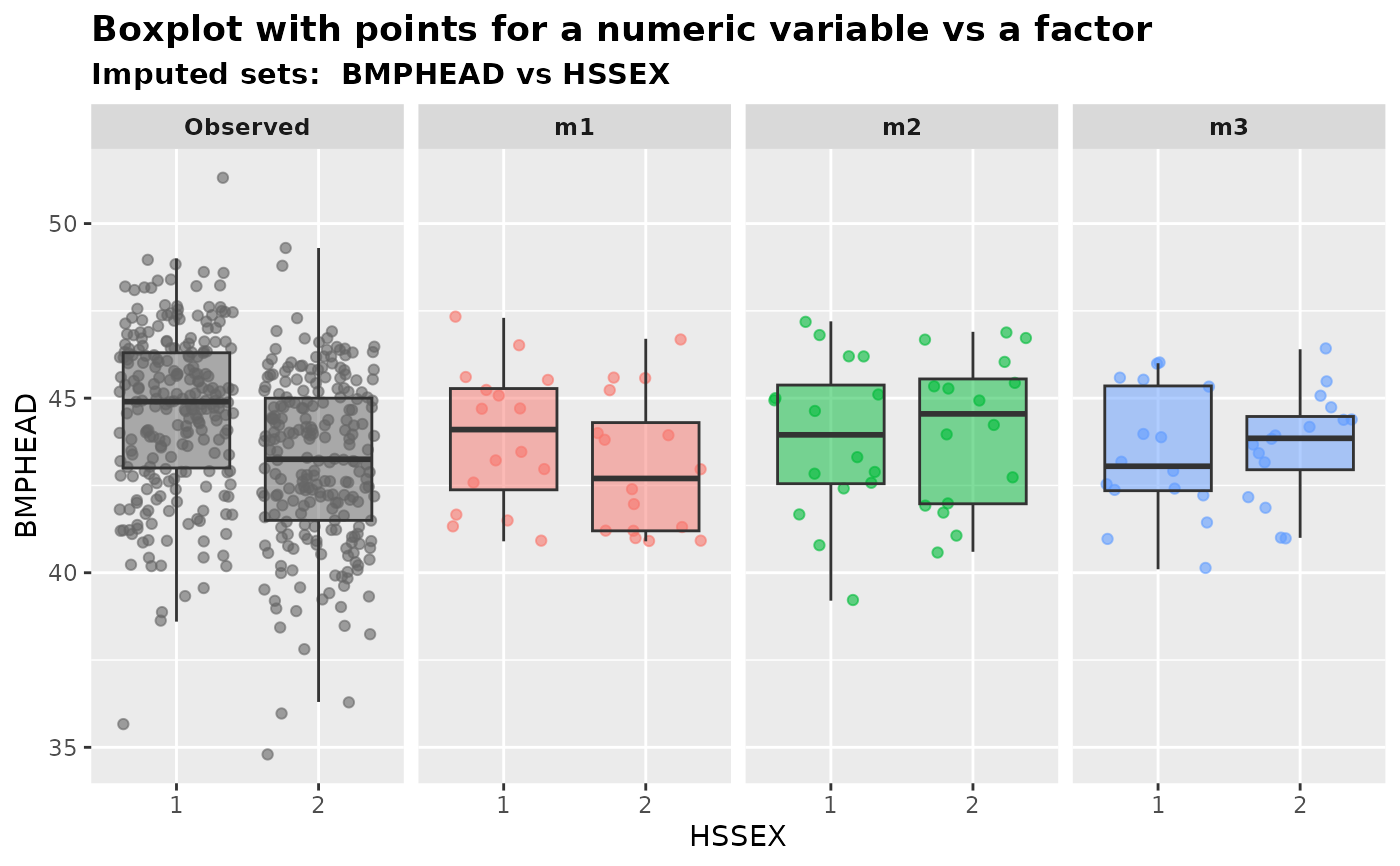 Boxplot with points for a numeric variable vs a factor
Imputed sets:  BMPHEAD vs HSSEX
Observed m1 m2 m3
50
45
40
35
BMPHEAD
1 2 1 2 1 2 1 2
HSSEX